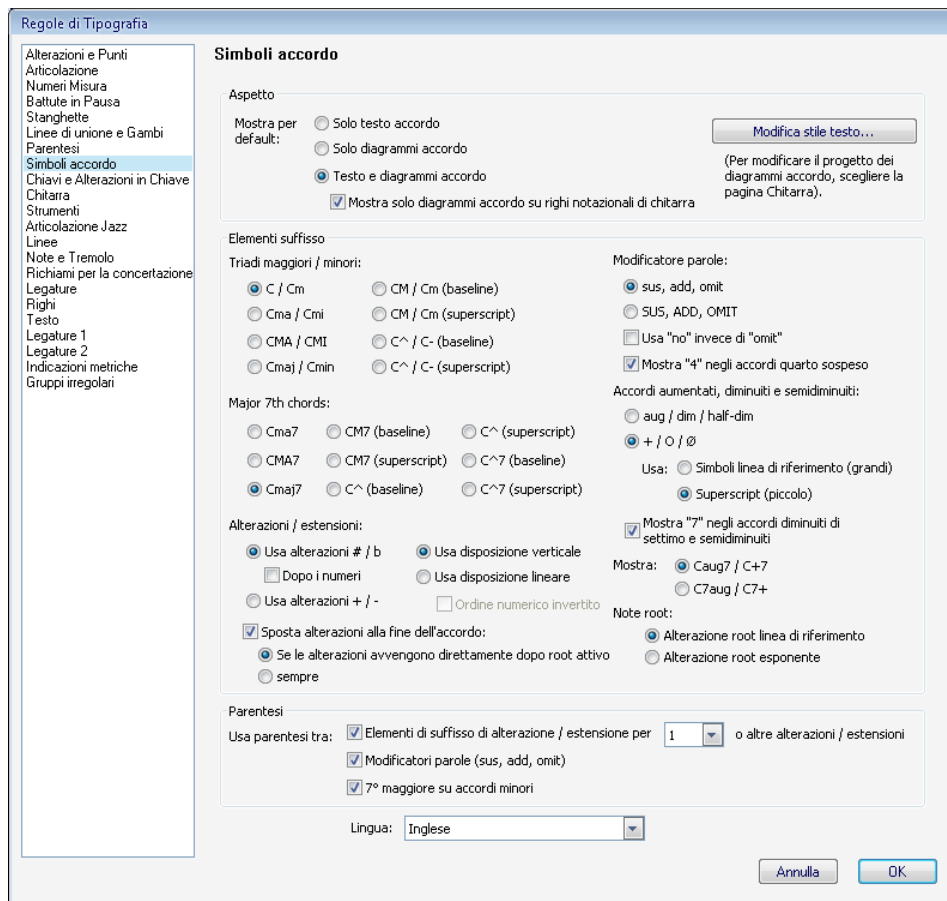 Regole di Tipografia
Alterazioni e Punti
Articolazione
Numeri Misura
Battute in Pausa
Stanghette
Linee di unione e Gambi
Parentesi
Simboli accordo
Chiavi e Alterazioni in Chiave
Chitarra
Strumenti
Articolazione Jazz
Linee
Note e Tremolo
Richiami per la concertazione
Legature
Righi
Testo
Legature 1
Legature 2
Indicazioni metriche
Gruppi irregolari
Simboli accordo
Aspetto
Mostra per
default:
Solo testo accordo
Solo diagrammi accordo
Testo e diagrammi accordo
Mostra solo diagrammi accordo su righi notazionali di chitarra
Modifica stile testo...
(Per modificare il progetto dei
diagrammi accordo, scegliere la
pagina Chitarra).
Elementi suffisso
Triadi maggiori / minori:
C / Cm
CM / Cm (baseline)
Cma / Cmi
CM / Cm (superscript)
CMA / CMI
C^ / C- (baseline)
Cmaj / Cmin
C^ / C- (superscript)
Major 7th chords:
Cma7
CM7 (baseline)
C^ (superscript)
CMA7
CM7 (superscript)
C^7 (baseline)
Cmaj7
C^ (baseline)
C^7 (superscript)
Alterazioni / estensioni:
Usa alterazioni # / b
Usa disposizione verticale
Dopo i numeri
Usa disposizione lineare
Usa alterazioni + / -
Ordine numerico invertito
Sposta alterazioni alla fine dell'accordo:
Se le alterazioni avvengono direttamente dopo root attivo
sempre
Modificatore parole:
sus, add, omit
SUS, ADD, OMIT
Usa "no" invece di "omit"
Mostra "4" negli accordi quarto sospeso
Accordi aumentati, diminuiti e semidiminuiti:
aug / dim / half-dim
+ / O / Ø
Usa:
Simboli linea di riferimento (grandi)
Superscript (piccolo)
Mostra "7" negli accordi diminuiti di
settimo e semidiminuiti
Mostra:
Caug7 / C+7
C7aug / C7+
Note root:
Alterazione root linea di riferimento
Alterazione root esponente
Parentesi
Usa parentesi tra:
Elementi di suffisso di alterazione / estensione per
1
o altre alterazioni / estensioni
Modificatori parole (sus, add, omit)
7° maggiore su accordi minori
Lingua:
Inglese
Annulla
OK